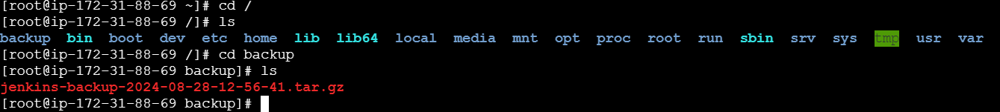 [root@ip-172-31-88-69 ~]# cd /
[root@ip-172-31-88-69 /]# ls
backup bin boot dev etc home lib lib64 local media mnt opt proc root run sbin srv sys tmp usr var
[root@ip-172-31-88-69 /]# cd backup
[root@ip-172-31-88-69 backup]# ls
jenkins-backup-2024-08-28-12-56-41.tar.gz
[root@ip-172-31-88-69 backup]#